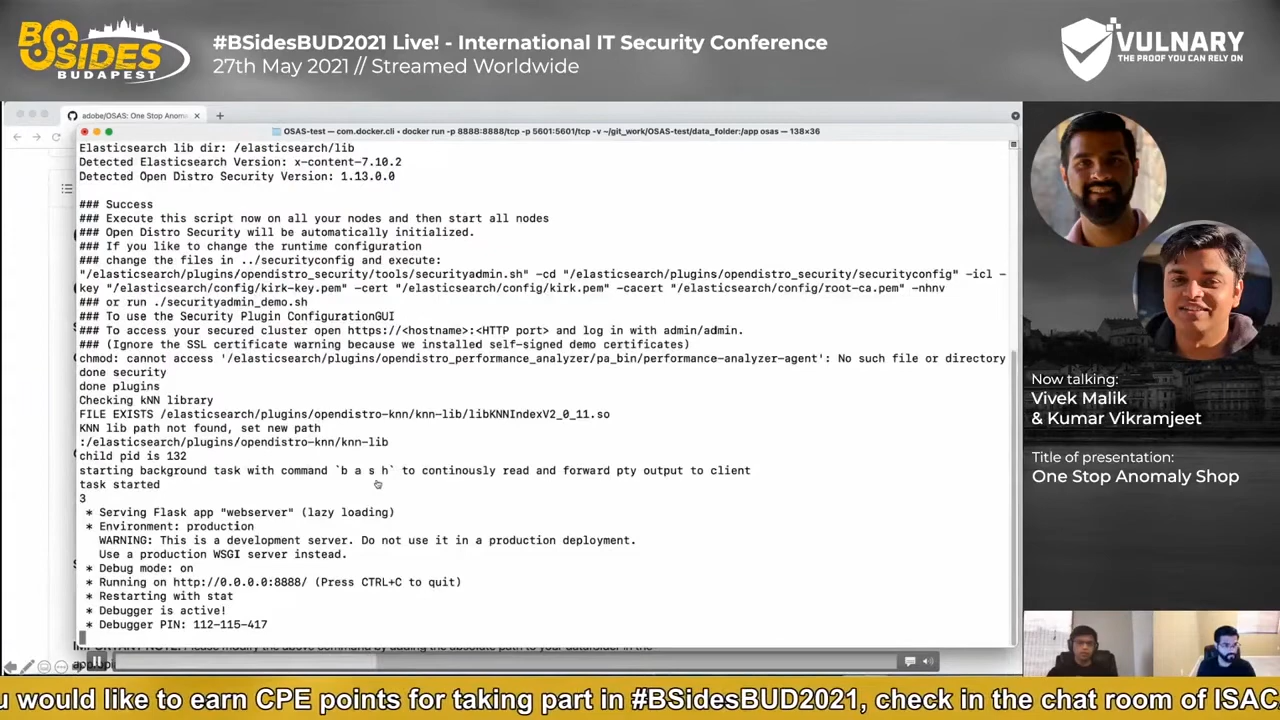 BSIDES
BUDAPEST
#BSidesBUD2021 Live! - International IT Security Conference
27th May 2021 // Streamed Worldwide
VULNARY
THE PROOF YOU CAN RELY ON
adobe/OSAS: One Stop Anoma
OSAS-test — com.docker.cli • docker run -p 8888:8888/tcp -p 5601:5601/tcp -v ~/git_work/OSAS-test/data_folder:/app osas — 138×36
Elasticsearch lib dir: /elasticsearch/lib
Detected Elasticsearch Version: x-content-7.10.2
Detected Open Distro Security Version: 1.13.0.0
### Success
### Execute this script now on all your nodes and then start all nodes
### Open Distro Security will be automatically initialized.
### If you like to change the runtime configuration
### change the files in ../securityconfig and execute:
"/elasticsearch/plugins/opendistro_security/tools/securityadmin.sh" -cd "/elasticsearch/plugins/opendistro_security/securityconfig" -icl -
key "/elasticsearch/config/kirk-key.pem" -cert "/elasticsearch/config/kirk.pem" -cacert "/elasticsearch/config/root-ca.pem" -nhnv
### or run ./securityadmin_demo.sh
### To use the Security Plugin ConfigurationGUI
### To access your secured cluster open https://<hostname>:<HTTP port> and log in with admin/admin.
### (Ignore the SSL certificate warning because we installed self-signed demo certificates)
chmod: cannot access '/elasticsearch/plugins/opendistro_performance_analyzer/pa_bin/performance-analyzer-agent': No such file or directory
done security
done plugins
Checking kNN library
FILE EXISTS /elasticsearch/plugins/opendistro-knn/knn-lib/libKNNIndexV2_0_11.so
KNN lib path not found, set new path
:/elasticsearch/plugins/opendistro-knn/knn-lib
child pid is 132
starting background task with command `b a s h` to continously read and forward pty output to client
task started
3
* Serving Flask app "webserver" (lazy loading)
* Environment: production
WARNING: This is a development server. Do not use it in a production deployment.
Use a production WSGI server instead.
* Debug mode: on
* Running on http://0.0.0.0:8888/ (Press CTRL+C to quit)
* Restarting with stat
* Debugger is active!
* Debugger PIN: 112-115-417
Now talking:
Vivek Malik
& Kumar Vikramjeet
Title of presentation:
One Stop Anomaly Shop
u would like to earn CPE points for taking part in #BSidesBUD2021, check in the chat room of ISACA